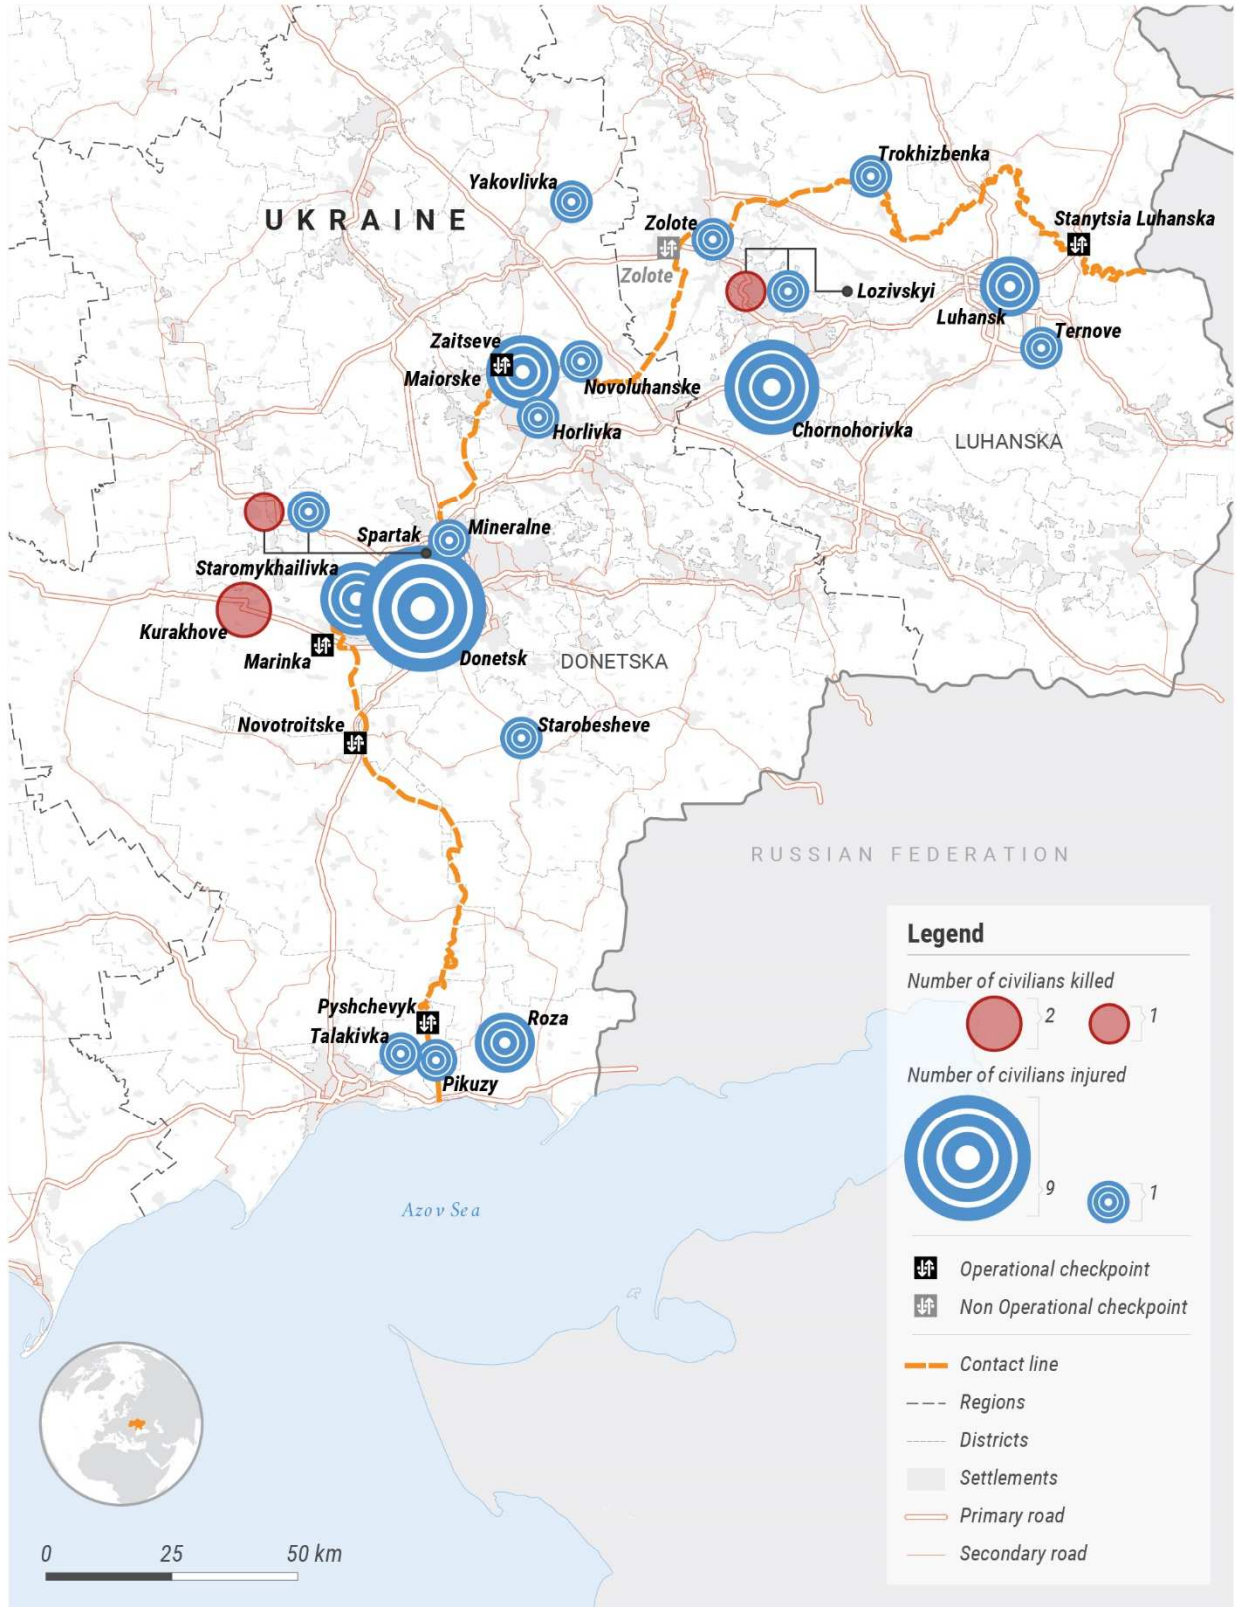 Trokhizbenka
Yakovlivka
UKRAINE
Zolote
Stanytsia Luhanska
Zolote
Lozivskyi
Luhansk
Ternove
Zaitseve
Maiorske
Novoluhanske
Horlivka
Chornohorivka
LUHANSKA
Spartak
Mineralne
Staromykhailivka
Kurakhove
Marinka
Donetsk
DONETSKA
Novotroitske
Starobesheve
RUSSIAN FEDERATION
Pyshchevyk
Talakivka
Roza
Pikuzy
Azov Sea
Legend
Number of civilians killed
2
1
Number of civilians injured
9
1
Operational checkpoint
Non Operational checkpoint
Contact line
Regions
Districts
Settlements
Primary road
Secondary road
0 25 50 km